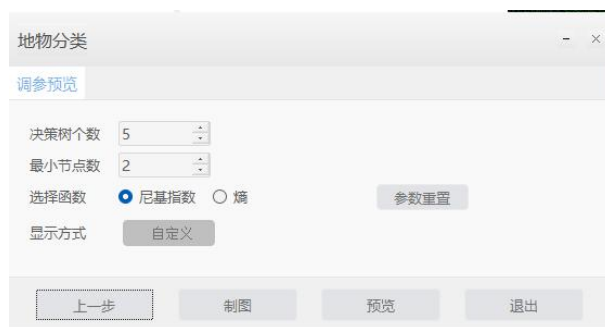 地物分类
调参预览
决策树个数 5
最小节点数 2
选择函数 尼基指数 熵 参数重置
显示方式 自定义
上一步 制图 预览 退出